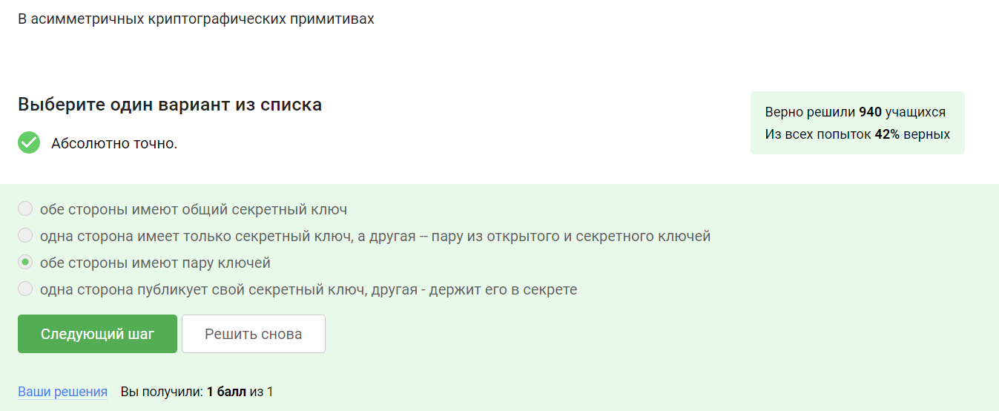 В асимметричных криптографических примитивах
Выберите один вариант из списка
Абсолютно точно.
Верно решили 940 учащихся
Из всех попыток 42% верных
обе стороны имеют общий секретный ключ
одна сторона имеет только секретный ключ, а другая -- пару из открытого и секретного ключей
обе стороны имеют пару ключей
одна сторона публикует свой секретный ключ, другая - держит его в секрете
Следующий шаг
Решить снова
Ваши решения Вы получили: 1 балл из 1